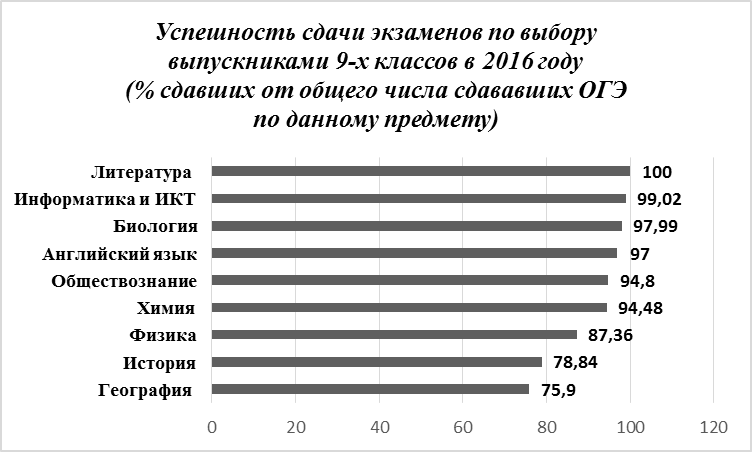 Успешность сдачи экзаменов по выбору
выпускниками 9-х классов в 2016 году
(% сдавших от общего числа сдававших ОГЭ
по данному предмету)
Литература 100
Информатика и ИКТ 99,02
Биология 97,99
Английский язык 97
Обществознание 94,8
Химия 94,48
Физика 87,36
История 78,84
География 75,9
0 20 40 60 80 100 120